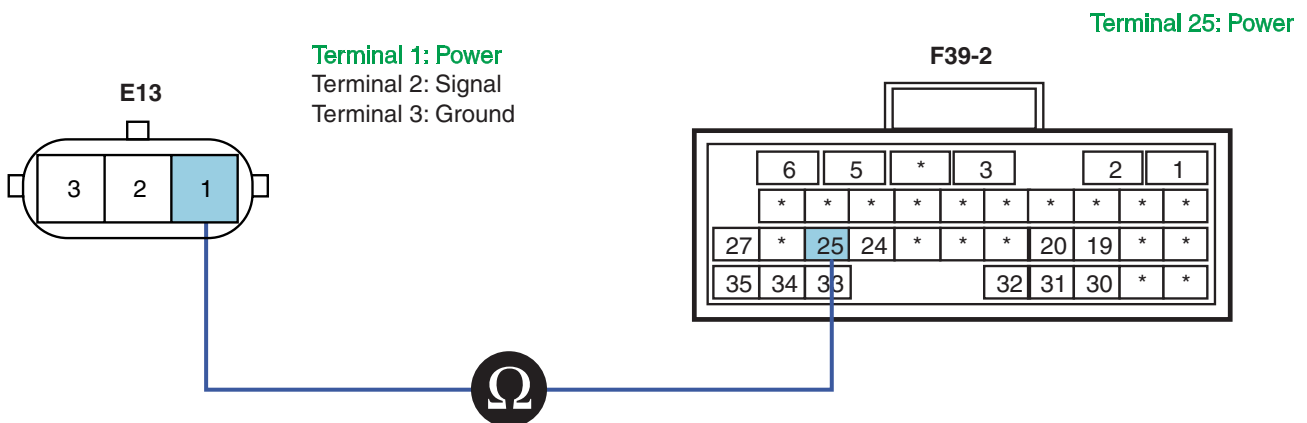 Terminal 25: Power
Terminal 1: Power
F39-2
E13
Terminal 2: Signal
Terminal 3: Ground
3 2 1
6 5 * 3 2 1
* * * * * * * * * *
27 * 25 24 * * * 20 19 * *
35 34 33 32 31 30 * *
Ω